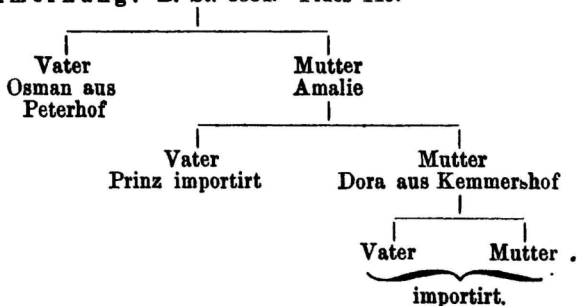 Vater Mutter
Osman aus Amalie
Peterhof
Vater Mutter
Prinz importirt Dora aus Kemmershof
Vater Mutter .
importirt.